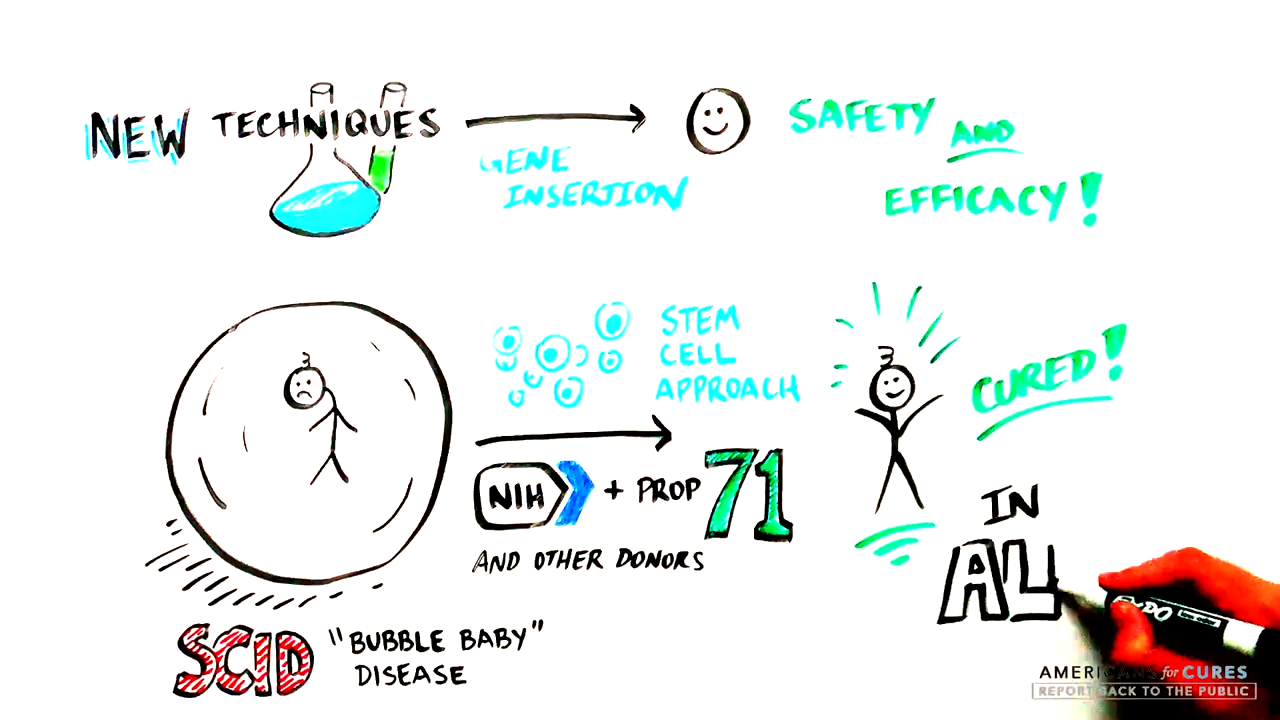 NEW TECHNIQUES
GENE
INSERTION
SAFETY AND
EFFICACY!
STEM
CELL
APPROACH
NIH + PROP 71
AND OTHER DONORS
CURED!
IN
AL
SCID "BUBBLE BABY"
DISEASE
EXPO
AMERICANS for CURES
REPORT BACK TO THE PUBLIC